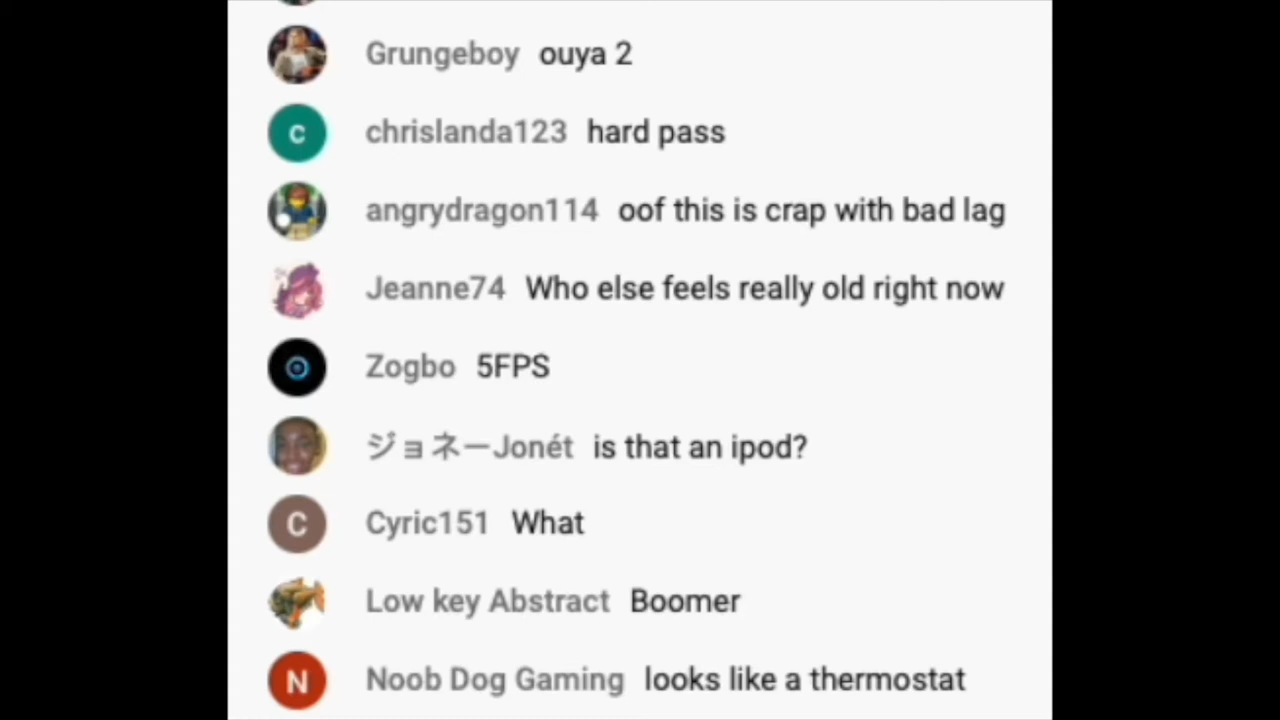 Grungeboy ouya 2
C chrislanda123 hard pass
angrydragon114 oof this is crap with bad lag
Jeanne74 Who else feels really old right now
Zogbo 5FPS
ジョネーJonét is that an ipod?
C Cyric151 What
Low key Abstract Boomer
N Noob Dog Gaming looks like a thermostat